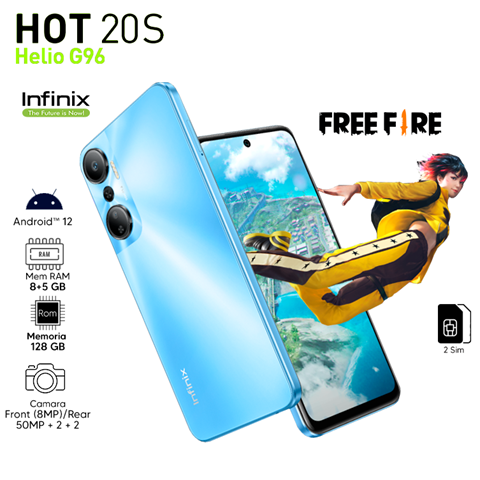 HOT 20S
Helio G96
Infinix
The Future is Now!
FREE FIRE
Android™ 12
RAM
Mem RAM
8+5 GB
Rom
Memoria
128 GB
Camara
Front (8MP)/Rear
50MP + 2 + 2
Infinix
2 Sim